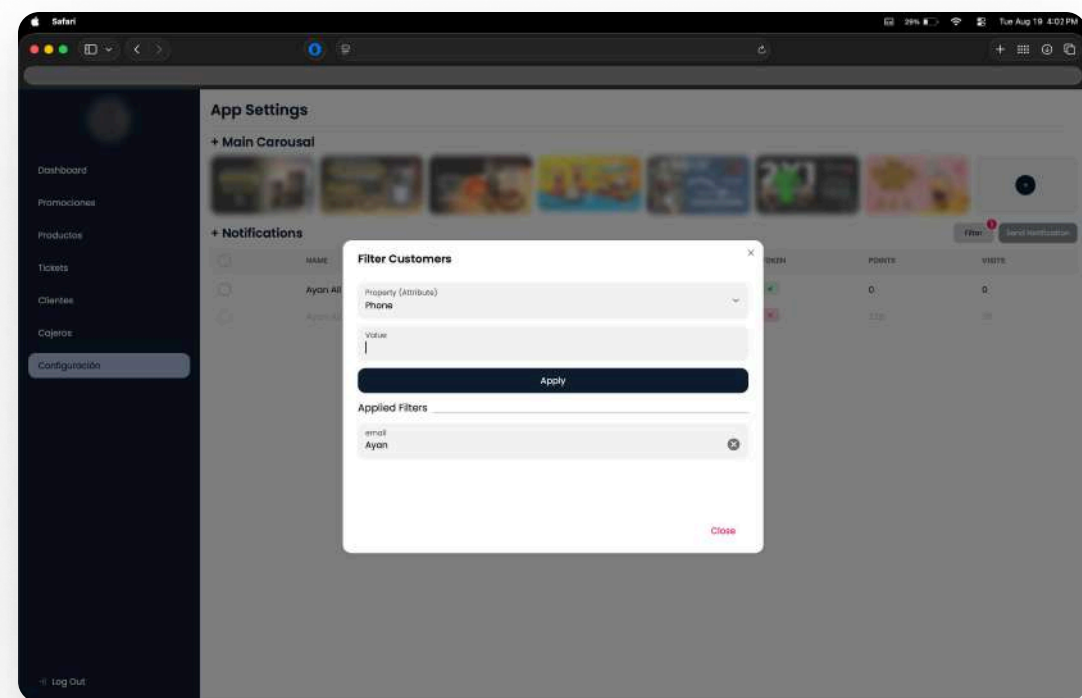 Safari
29%
Tue Aug 19 4:02 PM
App Settings
+ Main Carousal
Dashboard
Promociones
Productos
Tickets
Clientes
Cajeros
Configuración
Log Out
2X1
+ Notifications
Filter
Send Notification
NAME
POINTS
VISITS
Ayan Ali
0
0
Filter Customers
Property (Attribute)
Phone
Value
Apply
Applied Filters
email
Ayan
Close